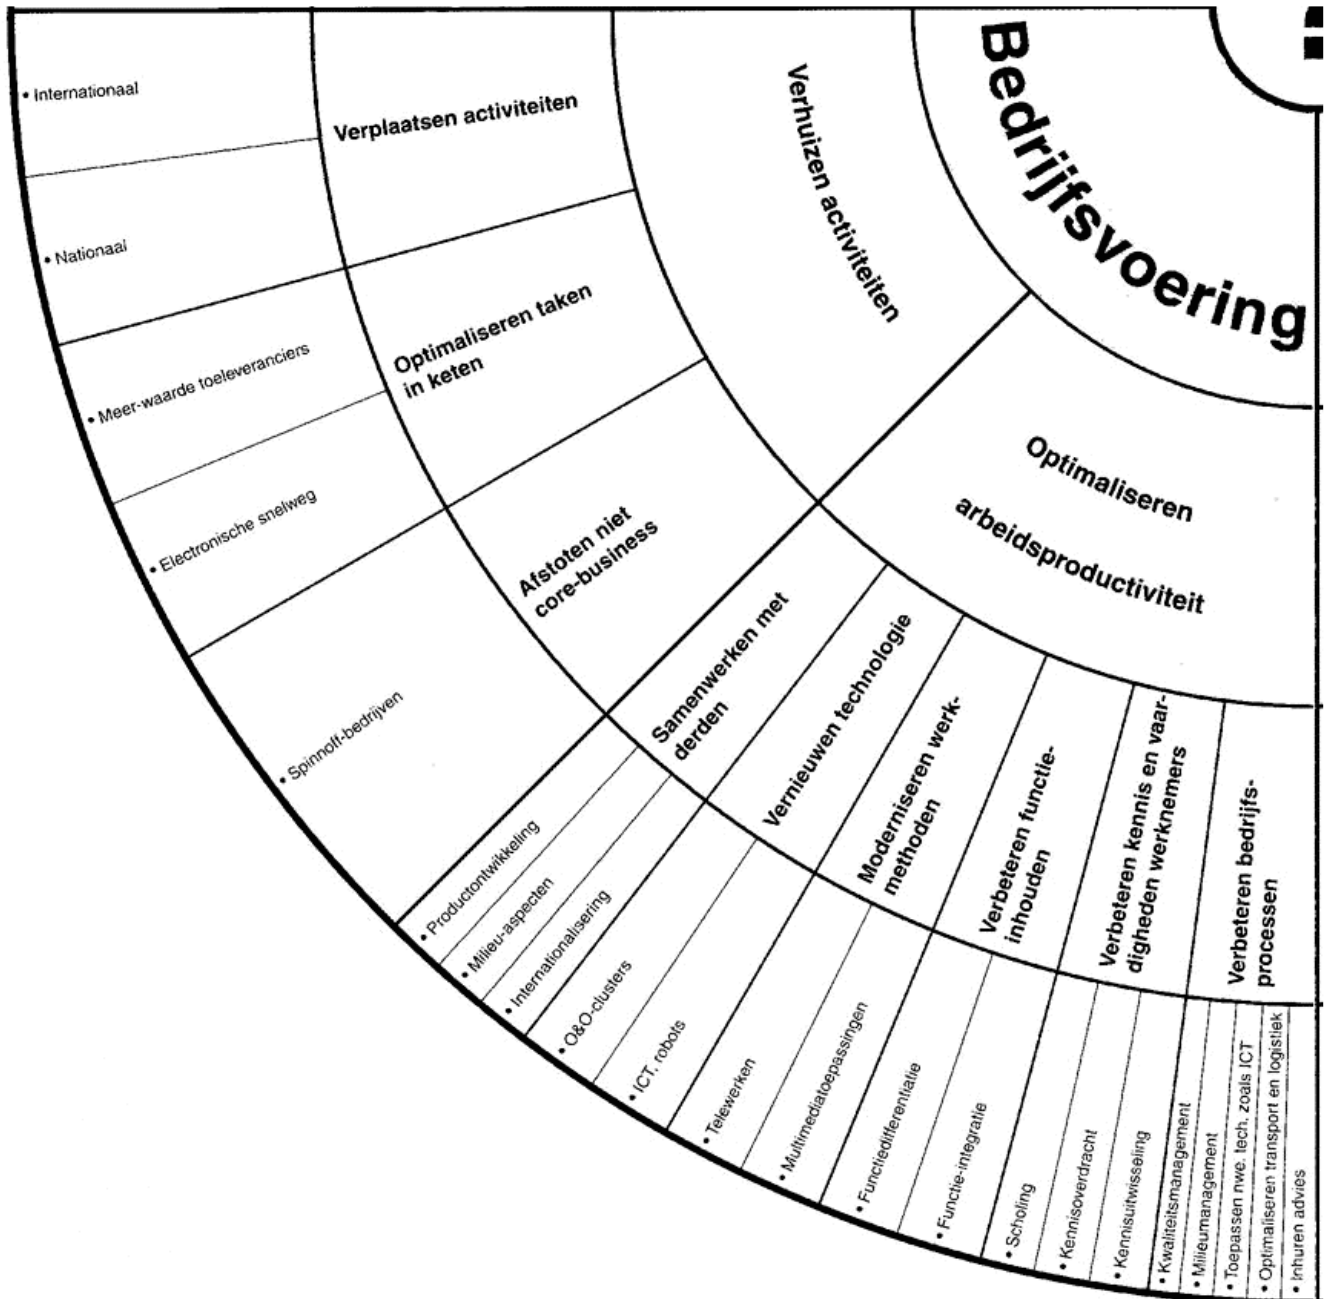 Bedrijfsvoering
Verhuizen activiteiten
Verplaatsen activiteiten
• Internationaal
• Nationaal
Optimaliseren taken
in keten
• Meer-waarde toeleveranciers
• Electronische snelweg
Afstoten niet
core-business
• Spinnoff-bedrijven
Optimaliseren
arbeidsproductiviteit
Samenwerken met
derden
• Productontwikkeling
• Milieu-aspecten
• Internationalisering
Vernieuwen technologie
• O&O-clusters
• ICT, robots
Moderniseren werk-
methoden
• Telewerken
• Multimediatoepassingen
Verbeteren functie-
inhouden
• Functiedifferentiatie
• Functie-integratie
Verbeteren kennis en vaar-
digheden werknemers
• Scholing
• Kennisoverdracht
• Kennisuitwisseling
Verbeteren bedrijfs-
processen
• Kwaliteitsmanagement
• Milieumanagement
• Toepassen nwe. tech. zoals ICT
• Optimaliseren transport en logistiek
• Inhuren advies